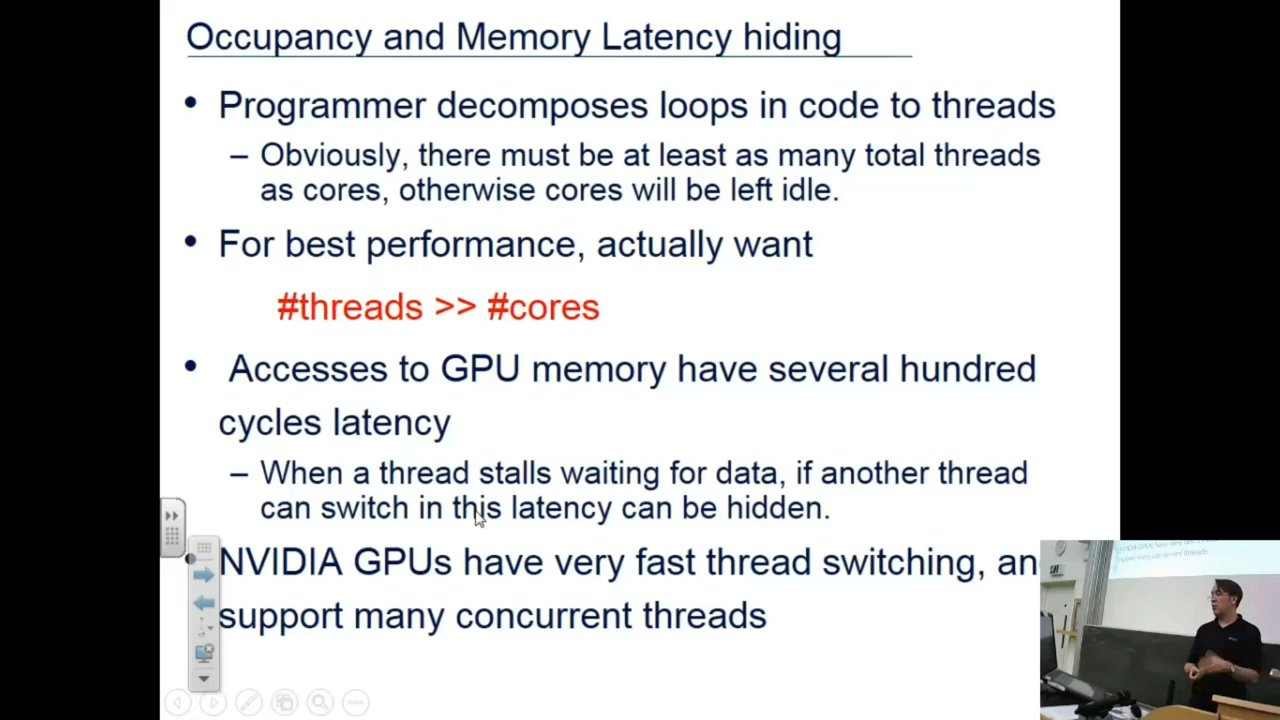 Occupancy and Memory Latency hiding
• Programmer decomposes loops in code to threads
– Obviously, there must be at least as many total threads
as cores, otherwise cores will be left idle.
• For best performance, actually want
#threads >> #cores
• Accesses to GPU memory have several hundred
cycles latency
– When a thread stalls waiting for data, if another thread
can switch in this latency can be hidden.
NVIDIA GPUs have very fast thread switching, an
support many concurrent threads